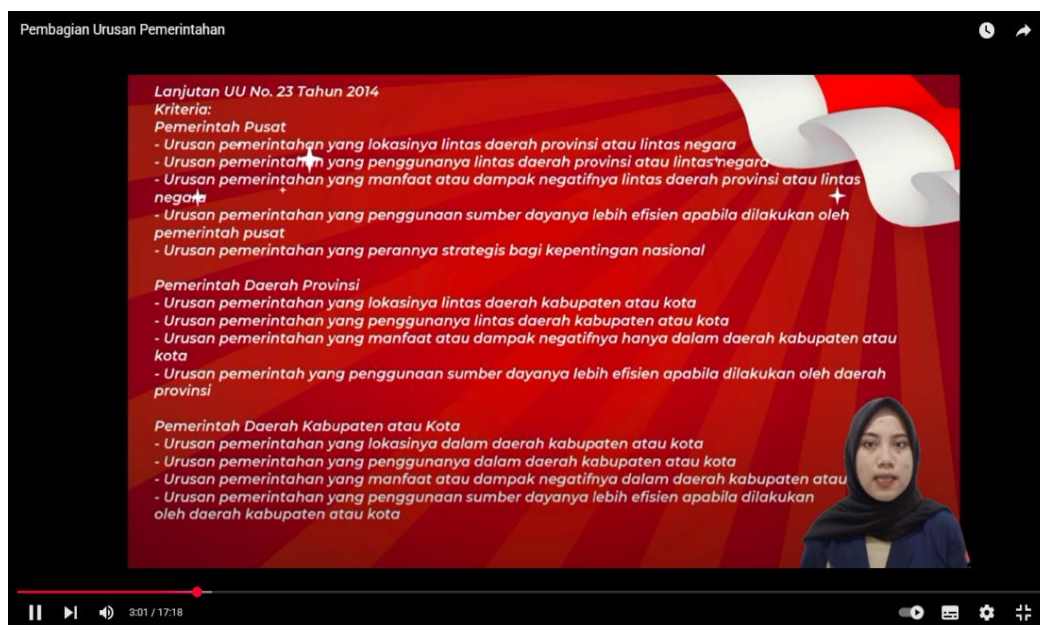 Pembagian Urusan Pemerintahan
Lanjutan UU No. 23 Tahun 2014
Kriteria:
Pemerintah Pusat
- Urusan pemerintahan yang lokasinya lintas daerah provinsi atau lintas negara
- Urusan pemerintahan yang penggunanya lintas daerah provinsi atau lintas negara
- Urusan pemerintahan yang manfaat atau dampak negatifnya lintas daerah provinsi atau lintas
negara
- Urusan pemerintahan yang penggunaan sumber dayanya lebih efisien apabila dilakukan oleh
pemerintah pusat
- Urusan pemerintahan yang perannya strategis bagi kepentingan nasional
Pemerintah Daerah Provinsi
- Urusan pemerintahan yang lokasinya lintas daerah kabupaten atau kota
- Urusan pemerintahan yang penggunanya lintas daerah kabupaten atau kota
- Urusan pemerintahan yang manfaat atau dampak negatifnya hanya dalam daerah kabupaten atau
kota
- Urusan pemerintah yang penggunaan sumber dayanya lebih efisien apabila dilakukan oleh daerah
provinsi
Pemerintah Daerah Kabupaten atau Kota
- Urusan pemerintahan yang lokasinya dalam daerah kabupaten atau kota
- Urusan pemerintahan yang penggunanya dalam daerah kabupaten atau kota
- Urusan pemerintahan yang manfaat atau dampak negatifnya dalam daerah kabupaten atau
- Urusan pemerintahan yang penggunaan sumber dayanya lebih efisien apabila dilakukan
oleh daerah kabupaten atau kota
3:01 / 17:18